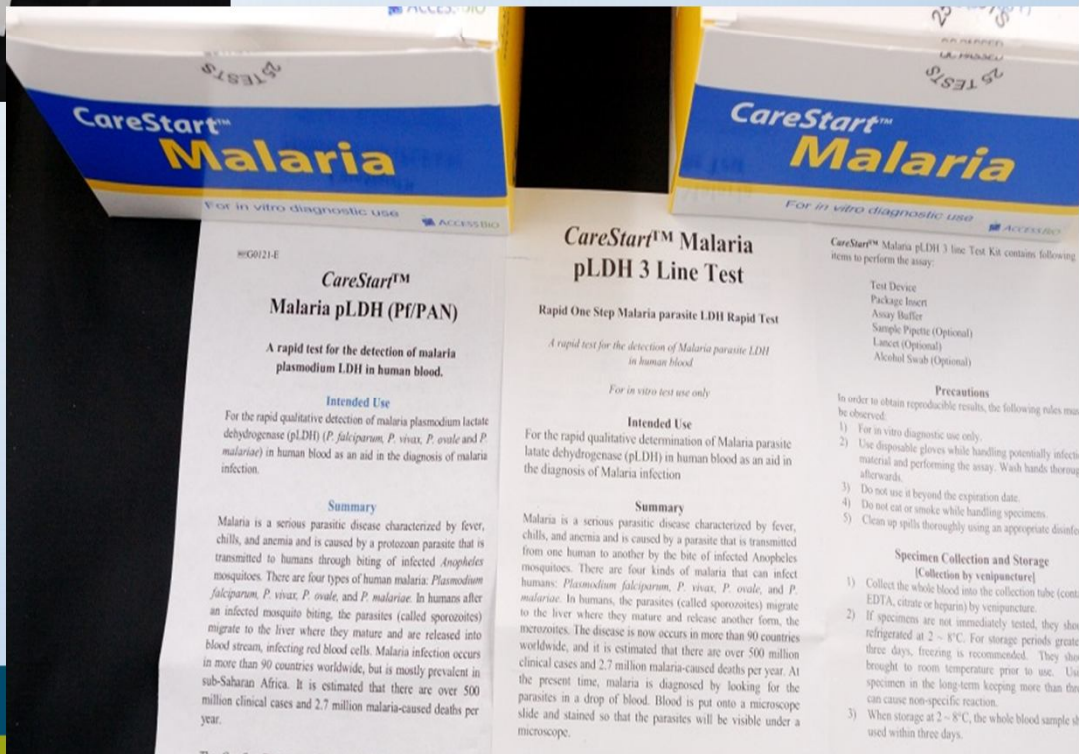 25 TESTS
CareStart™
Malaria
For in vitro diagnostic use
ACCESS BIO
25 TESTS
CareStart™
Malaria
For in vitro diagnostic use
ACCESS BIO
G0121-E
CareStart™
Malaria pLDH (Pf/PAN)
A rapid test for the detection of malaria
plasmodium LDH in human blood.
Intended Use
For the rapid qualitative detection of malaria plasmodium lactate
dehydrogenase (pLDH) (P. falciparum, P. vivax, P. ovale and P.
malariae) in human blood as an aid in the diagnosis of malaria
infection.
Summary
Malaria is a serious parasitic disease characterized by fever,
chills, and anemia and is caused by a protozoan parasite that is
transmitted to humans through biting of infected Anopheles
mosquitoes. There are four types of human malaria: Plasmodium
falciparum, P. vivax, P. ovale, and P. malariae. In humans after
an infected mosquito biting, the parasites (called sporozoites)
migrate to the liver where they mature and are released into
blood stream, infecting red blood cells. Malaria infection occurs
in more than 90 countries worldwide, but is mostly prevalent in
sub-Saharan Africa. It is estimated that there are over 500
million clinical cases and 2.7 million malaria-caused deaths per
year.
CareStart™ Malaria
pLDH 3 Line Test
Rapid One Step Malaria parasite LDH Rapid Test
A rapid test for the detection of Malaria parasite LDH
in human blood
For in vitro test use only
Intended Use
For the rapid qualitative determination of Malaria parasite
latate dehydrogenase (pLDH) in human blood as an aid in
the diagnosis of Malaria infection
Summary
Malaria is a serious parasitic disease characterized by fever,
chills, and anemia and is caused by a parasite that is transmitted
from one human to another by the bite of infected Anopheles
mosquitoes. There are four kinds of malaria that can infect
humans: Plasmodium falciparum, P. vivax, P. ovale, and P.
malariae. In humans, the parasites (called sporozoites) migrate
to the liver where they mature and release another form, the
merozoites. The disease is now occurs in more than 90 countries
worldwide, and it is estimated that there are over 500 million
clinical cases and 2.7 million malaria-caused deaths per year. At
the present time, malaria is diagnosed by looking for the
parasites in a drop of blood. Blood is put onto a microscope
slide and stained so that the parasites will be visible under a
microscope.
CareStart™ Malaria pLDH 3 line Test Kit contains following
items to perform the assay:
Test Device
Package Insert
Assay Buffer
Sample Pipette (Optional)
Lancet (Optional)
Alcohol Swab (Optional)
Precautions
In order to obtain reproducible results, the following rules
be observed:
1) For in vitro diagnostic use only.
2) Use disposable gloves while handling potentially
material and performing the assay. Wash hands
afterwards.
3) Do not use it beyond the expiration date.
4) Do not eat or smoke while handling specimens.
5) Clean up spills thoroughly using an appropriate
Specimen Collection and Storage
[Collection by venipuncture]
1) Collect the whole blood into the collection tube
EDTA, citrate or heparin) by venipuncture.
2) If specimens are not immediately tested, they
refrigerated at 2 ~ 8°C. For storage periods
three days, freezing is recommended. They
brought to room temperature prior to use.
specimen in the long-term keeping more than
can cause non-specific reaction.
3) When storage at 2 ~ 8°C, the whole blood sample
used within three days.